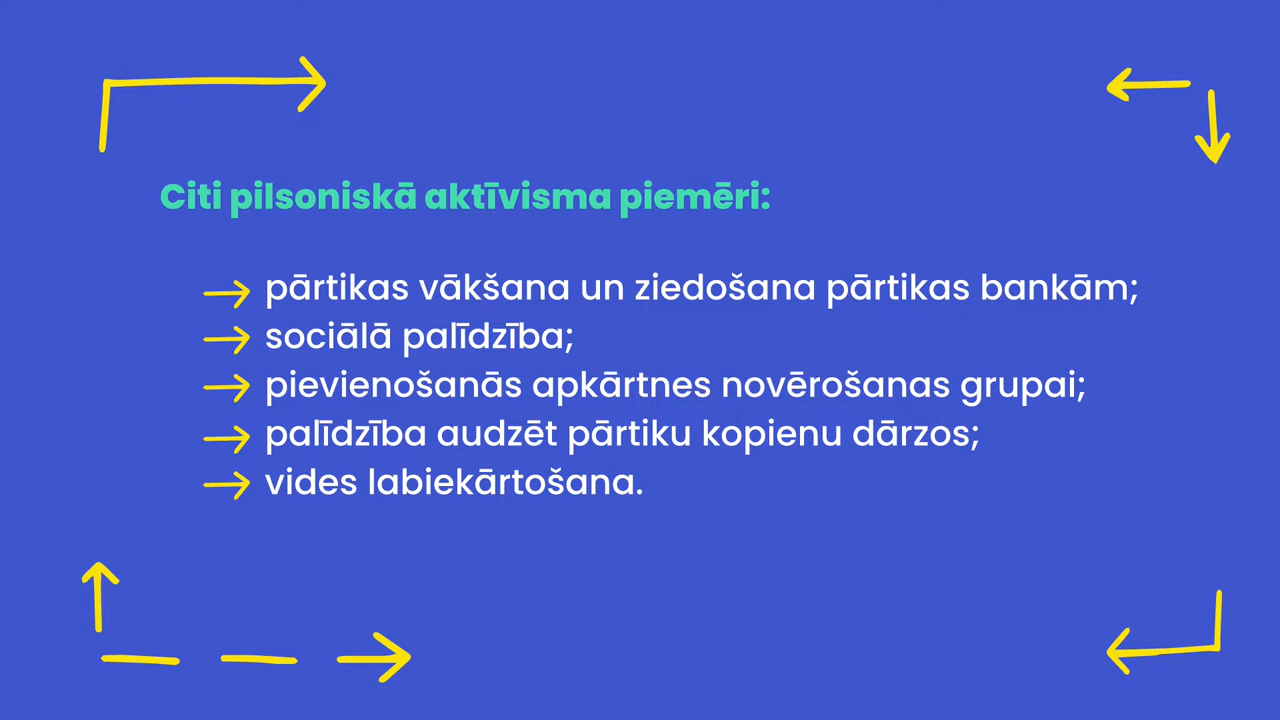 Citi pilsoniskā aktīvisma piemēri:
pārtikas vākšana un ziedošana pārtikas bankām;
sociālā palīdzība;
pievienošanās apkārtnes novērošanas grupai;
palīdzība audzēt pārtiku kopienu dārzos;
vides labiekārtošana.